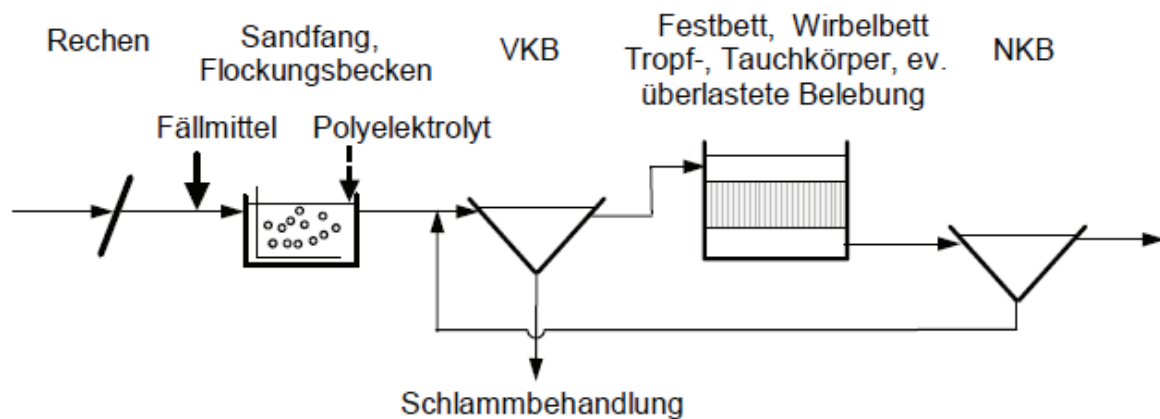 Rechen
Sandfang,
Flockungsbecken
VKB
Festbett, Wirbelbett
Tropf-, Tauchkörper, ev.
überlastete Belebung
NKB
Fällmittel
Polyelektrolyt
Schlammbehandlung